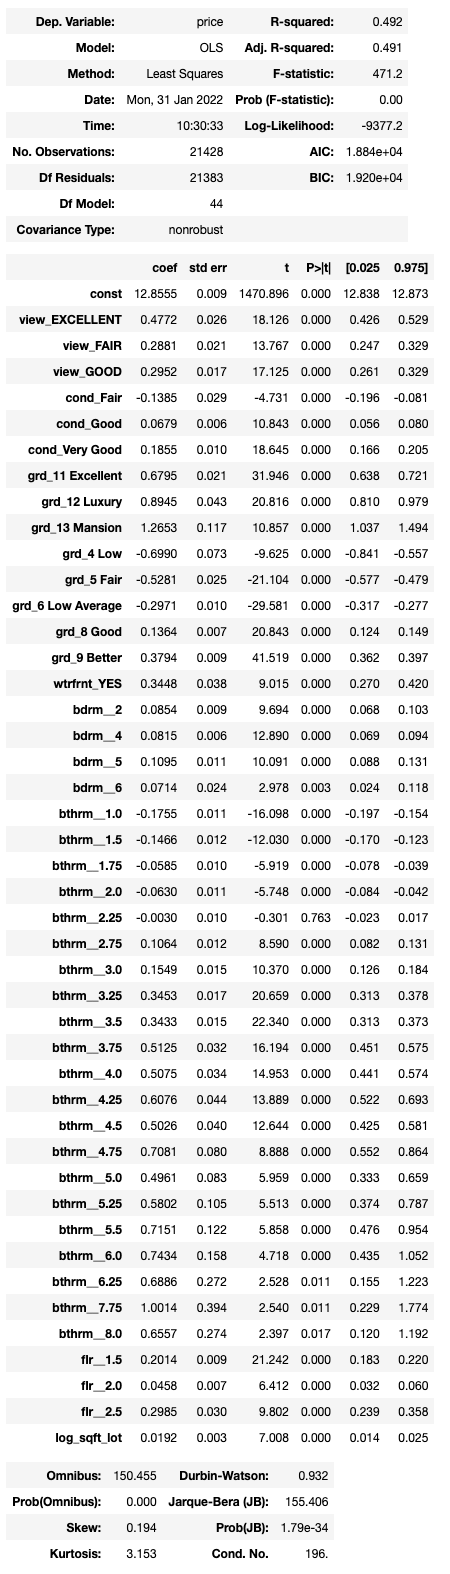 Dep. Variable: price R-squared: 0.492
Model: OLS Adj. R-squared: 0.491
Method: Least Squares F-statistic: 471.2
Date: Mon, 31 Jan 2022 Prob (F-statistic): 0.00
Time: 10:30:33 Log-Likelihood: -9377.2
No. Observations: 21428 AIC: 1.884e+04
Df Residuals: 21383 BIC: 1.920e+04
Df Model: 44
Covariance Type: nonrobust
coef std err t P>|t| [0.025 0.975]
const 12.8555 0.009 1470.896 0.000 12.838 12.873
view_EXCELLENT 0.4772 0.026 18.126 0.000 0.426 0.529
view_FAIR 0.2881 0.021 13.767 0.000 0.247 0.329
view_GOOD 0.2952 0.017 17.125 0.000 0.261 0.329
cond_Fair -0.1385 0.029 -4.731 0.000 -0.196 -0.081
cond_Good 0.0679 0.006 10.843 0.000 0.056 0.080
cond_Very Good 0.1855 0.010 18.645 0.000 0.166 0.205
grd_11 Excellent 0.6795 0.021 31.946 0.000 0.638 0.721
grd_12 Luxury 0.8945 0.043 20.816 0.000 0.810 0.979
grd_13 Mansion 1.2653 0.117 10.857 0.000 1.037 1.494
grd_4 Low -0.6990 0.073 -9.625 0.000 -0.841 -0.557
grd_5 Fair -0.5281 0.025 -21.104 0.000 -0.577 -0.479
grd_6 Low Average -0.2971 0.010 -29.581 0.000 -0.317 -0.277
grd_8 Good 0.1364 0.007 20.843 0.000 0.124 0.149
grd_9 Better 0.3794 0.009 41.519 0.000 0.362 0.397
wtrfrnt_YES 0.3448 0.038 9.015 0.000 0.270 0.420
bdrm__2 0.0854 0.009 9.694 0.000 0.068 0.103
bdrm__4 0.0815 0.006 12.890 0.000 0.069 0.094
bdrm__5 0.1095 0.011 10.091 0.000 0.088 0.131
bdrm__6 0.0714 0.024 2.978 0.003 0.024 0.118
bthrm__1.0 -0.1755 0.011 -16.098 0.000 -0.197 -0.154
bthrm__1.5 -0.1466 0.012 -12.030 0.000 -0.170 -0.123
bthrm__1.75 -0.0585 0.010 -5.919 0.000 -0.078 -0.039
bthrm__2.0 -0.0630 0.011 -5.748 0.000 -0.084 -0.042
bthrm__2.25 -0.0030 0.010 -0.301 0.763 -0.023 0.017
bthrm__2.75 0.1064 0.012 8.590 0.000 0.082 0.131
bthrm__3.0 0.1549 0.015 10.370 0.000 0.126 0.184
bthrm__3.25 0.3453 0.017 20.659 0.000 0.313 0.378
bthrm__3.5 0.3433 0.015 22.340 0.000 0.313 0.373
bthrm__3.75 0.5125 0.032 16.194 0.000 0.451 0.575
bthrm__4.0 0.5075 0.034 14.953 0.000 0.441 0.574
bthrm__4.25 0.6076 0.044 13.889 0.000 0.522 0.693
bthrm__4.5 0.5026 0.040 12.644 0.000 0.425 0.581
bthrm__4.75 0.7081 0.080 8.888 0.000 0.552 0.864
bthrm__5.0 0.4961 0.083 5.959 0.000 0.333 0.659
bthrm__5.25 0.5802 0.105 5.513 0.000 0.374 0.787
bthrm__5.5 0.7151 0.122 5.858 0.000 0.476 0.954
bthrm__6.0 0.7434 0.158 4.718 0.000 0.435 1.052
bthrm__6.25 0.6886 0.272 2.528 0.011 0.155 1.223
bthrm__7.75 1.0014 0.394 2.540 0.011 0.229 1.774
bthrm__8.0 0.6557 0.274 2.397 0.017 0.120 1.192
flr__1.5 0.2014 0.009 21.242 0.000 0.183 0.220
flr__2.0 0.0458 0.007 6.412 0.000 0.032 0.060
flr__2.5 0.2985 0.030 9.802 0.000 0.239 0.358
log_sqft_lot 0.0192 0.003 7.008 0.000 0.014 0.025
Omnibus: 150.455 Durbin-Watson: 0.932
Prob(Omnibus): 0.000 Jarque-Bera (JB): 155.406
Skew: 0.194 Prob(JB): 1.79e-34
Kurtosis: 3.153 Cond. No. 196.